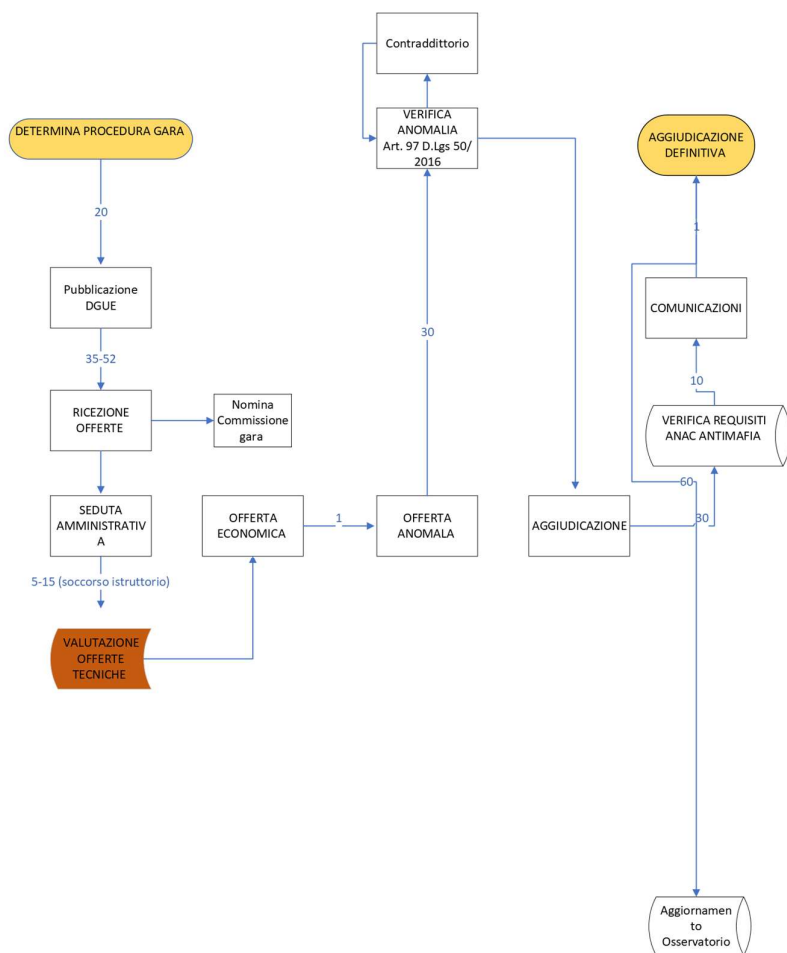 DETERMINA PROCEDURA GARA
20
Pubblicazione
DGUE
35-52
RICEZIONE
OFFERTE
Nomina
Commissione
gara
SEDUTA
AMMINISTRATIV
A
5-15 (soccorso istruttorio)
VALUTAZIONE
OFFERTE
TECNICHE
OFFERTA
ECONOMICA
1
OFFERTA
ANOMALA
30
VERIFICA
ANOMALIA
Art. 97 D.Lgs 50/
2016
Contraddittorio
AGGIUDICAZIONE
30
VERIFICA REQUISITI
ANAC ANTIMAFIA
10
COMUNICAZIONI
1
AGGIUDICAZIONE
DEFINITIVA
60
Aggiornamen
to
Osservatorio